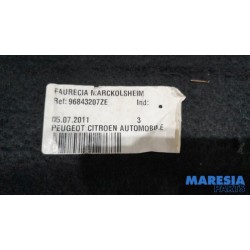 FAURECIA MARCKOLSHEIM
Ref: 96843207ZE Ind:
05.07.2011 3
PEUGEOT CITROEN AUTOMOBILE
MARESIA
PARTS